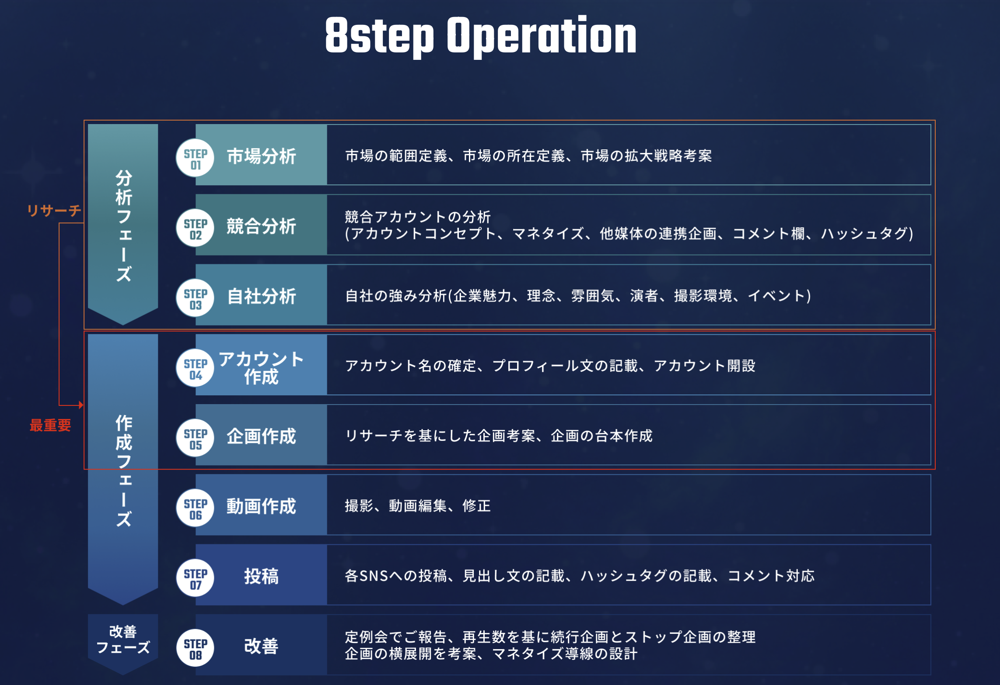 8step Operation
リサーチ
最重要
分析フェーズ
STEP
01
市場分析
市場の範囲定義、市場の所在定義、市場の拡大戦略考案
STEP
02
競合分析
競合アカウントの分析
(アカウントコンセプト、マネタイズ、他媒体の連携企画、コメント欄、ハッシュタグ)
STEP
03
自社分析
自社の強み分析(企業魅力、理念、雰囲気、演者、撮影環境、イベント)
作成フェーズ
STEP
04
アカウント
作成
アカウント名の確定、プロフィール文の記載、アカウント開設
STEP
05
企画作成
リサーチを基にした企画考案、企画の台本作成
STEP
06
動画作成
撮影、動画編集、修正
STEP
07
投稿
各SNSへの投稿、見出し文の記載、ハッシュタグの記載、コメント対応
改善
フェーズ
STEP
08
改善
定例会でご報告、再生数を基に続行企画とストップ企画の整理
企画の横展開を考案、マネタイズ導線の設計